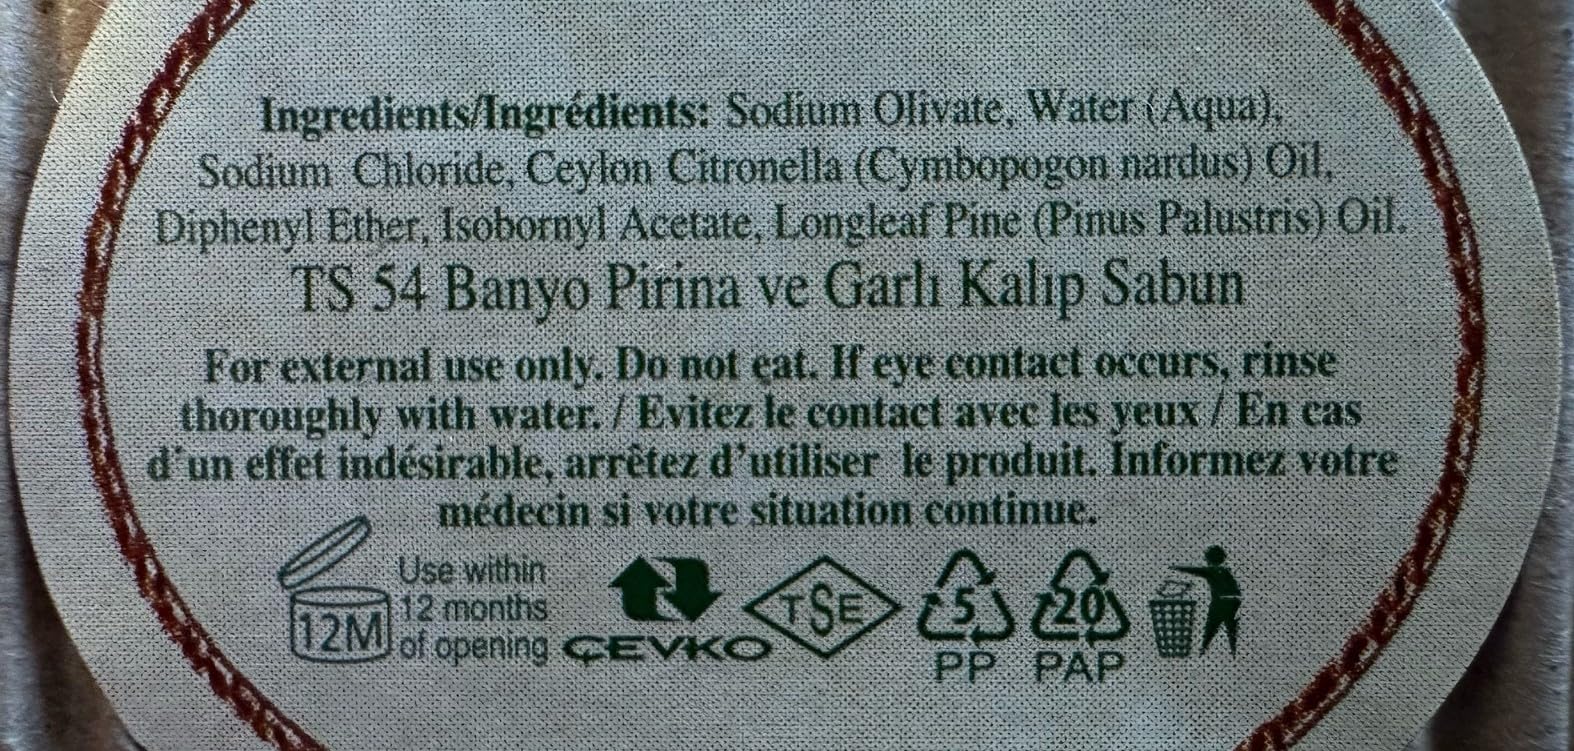 Ingredients/Ingrédients: Sodium Olivate, Water (Aqua),
Sodium Chloride, Ceylon Citronella (Cymbopogon nardus) Oil,
Diphenyl Ether, Isobornyl Acetate, Longleaf Pine (Pinus Palustris) Oil.
TS 54 Banyo Pirina ve Garlı Kalıp Sabun
For external use only. Do not eat. If eye contact occurs, rinse
thoroughly with water. / Evitez le contact avec les yeux / En cas
d'un effet indésirable, arrêtez d'utiliser le produit. İnformez votre
médecin si votre situation continue.
12M
Use within
12 months
of opening
ÇEVKO
TSE
5
PP
20
PAP